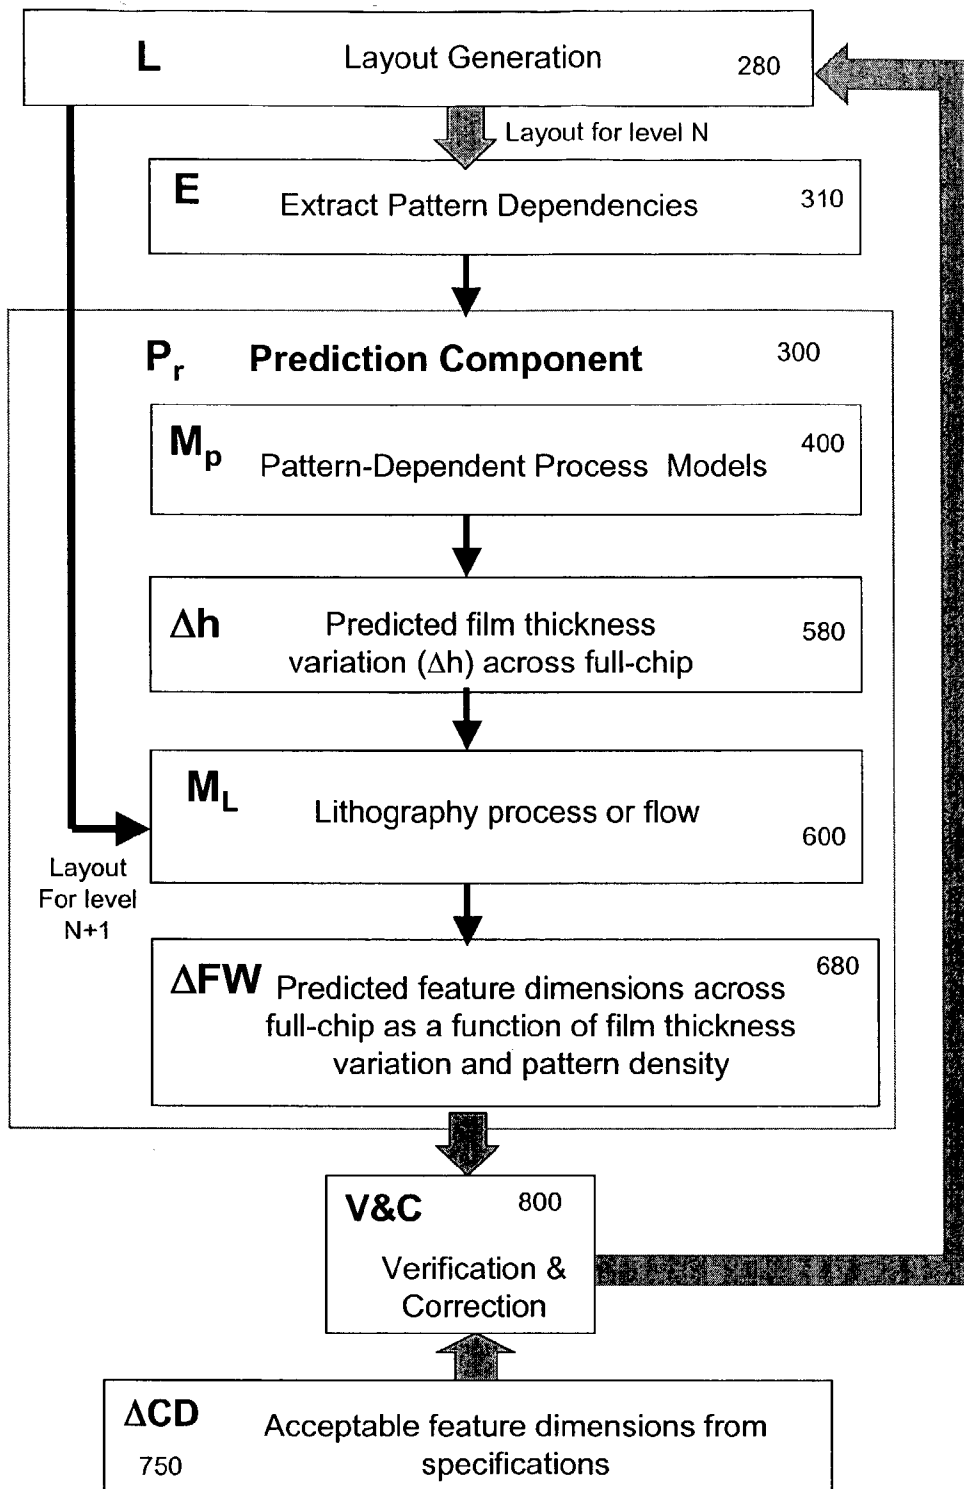 L Layout Generation 280
Layout for level N
E Extract Pattern Dependencies 310
Pr Prediction Component 300
Mp Pattern-Dependent Process Models 400
Δh Predicted film thickness 580
variation (Δh) across full-chip
ML Lithography process or flow 600
Layout
For level
N+1
ΔFW Predicted feature dimensions across 680
full-chip as a function of film thickness
variation and pattern density
V&C 800
Verification &
Correction
ΔCD Acceptable feature dimensions from
750 specifications